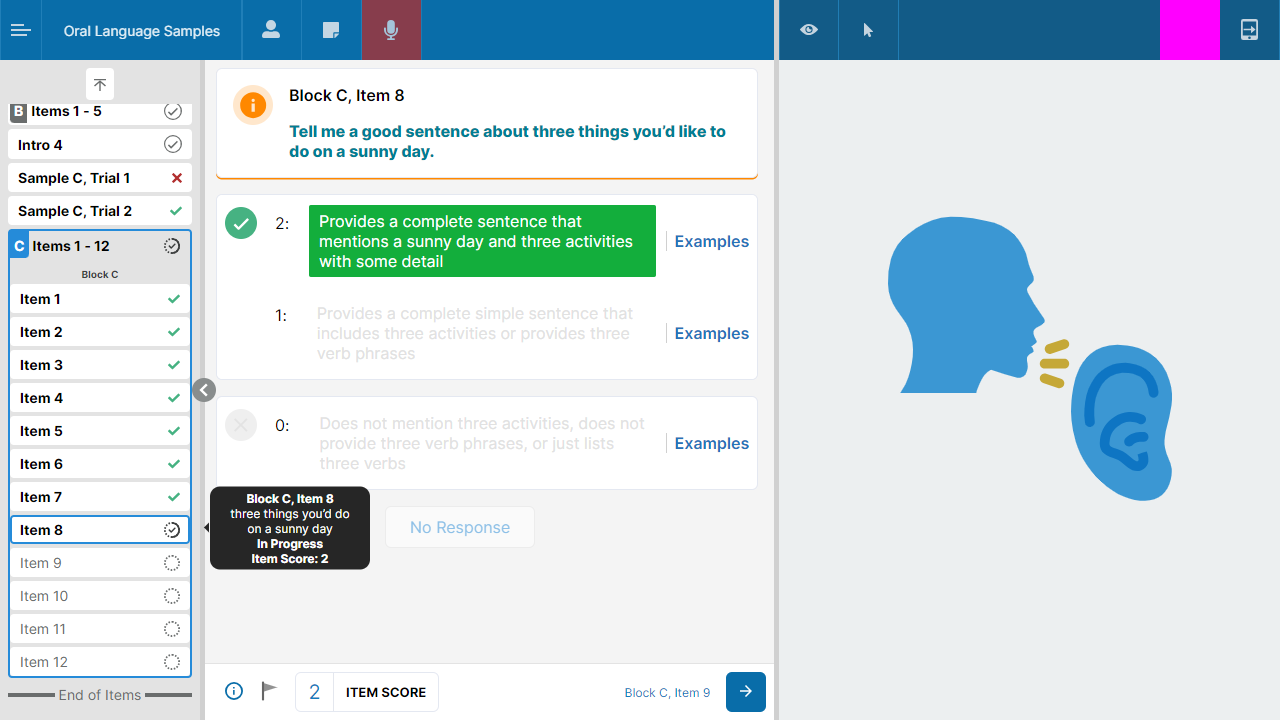 Oral Language Samples
B Items 1 - 5
Intro 4
Sample C, Trial 1
Sample C, Trial 2
C Items 1 - 12
Block C
Item 1
Item 2
Item 3
Item 4
Item 5
Item 6
Item 7
Item 8
Item 9
Item 10
Item 11
Item 12
End of Items
Block C, Item 8
Tell me a good sentence about three things you’d like to
do on a sunny day.
2:
Provides a complete sentence that
mentions a sunny day and three activities
with some detail
Examples
1:
Provides a complete simple sentence that
includes three activities or provides three
verb phrases
Examples
0:
Does not mention three activities, does not
provide three verb phrases, or just lists
three verbs
Examples
Block C, Item 8
three things you’d do
on a sunny day
In Progress
Item Score: 2
No Response
2 ITEM SCORE
Block C, Item 9